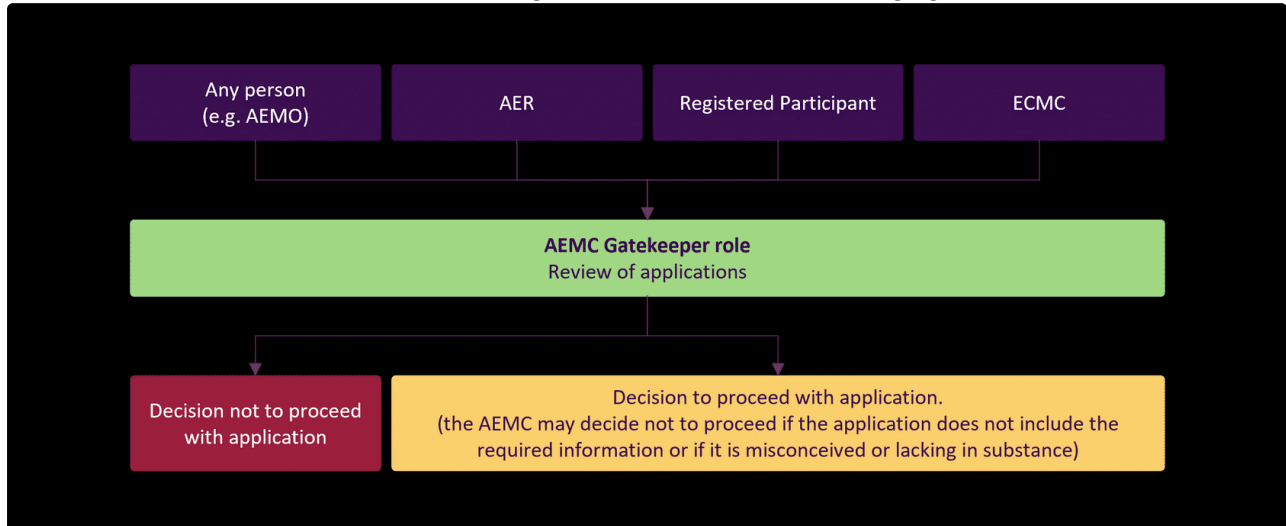 Any person
(e.g. AEMO)
AER
Registered Participant
ECMC
AEMC Gatekeeper role
Review of applications
Decision not to proceed
with application
Decision to proceed with application.
(the AEMC may decide not to proceed if the application does not include the
required information or if it is misconceived or lacking in substance)